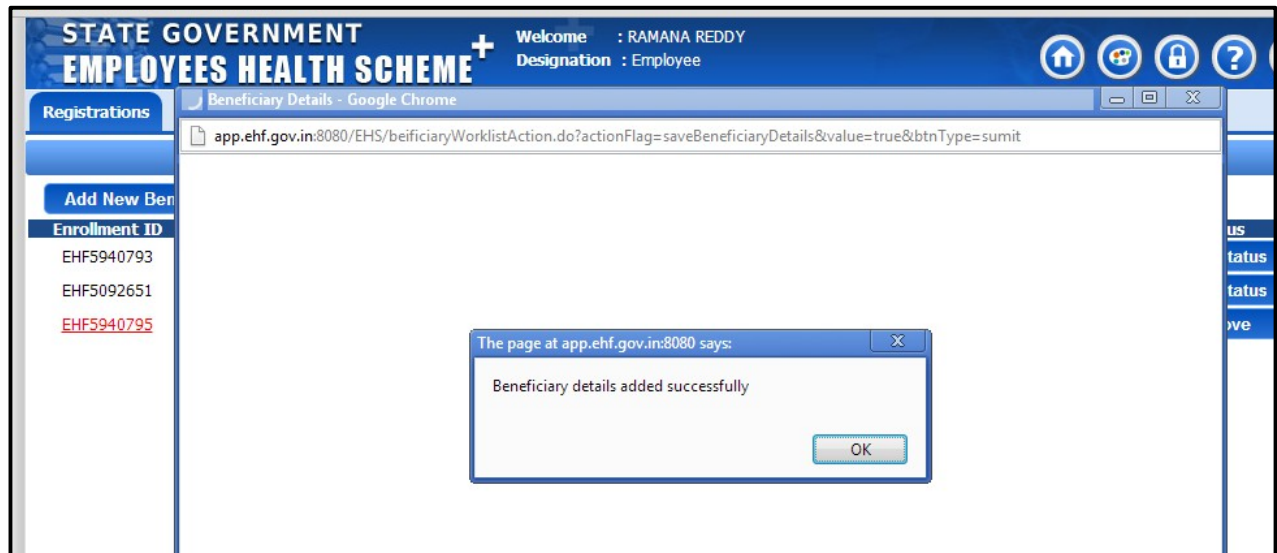 STATE GOVERNMENT
EMPLOYEES HEALTH SCHEME
Welcome : RAMANA REDDY
Designation : Employee
?
Registrations
Beneficiary Details - Google Chrome
app.ehf.gov.in:8080/EHS/beificiaryWorklistAction.do?actionFlag=saveBeneficiaryDetails&value=true&btnType=sumit
Add New Ben
Enrollment ID
us
EHF5940793
tatus
EHF5092651
tatus
EHF5940795
ove
The page at app.ehf.gov.in:8080 says:
Beneficiary details added successfully
OK